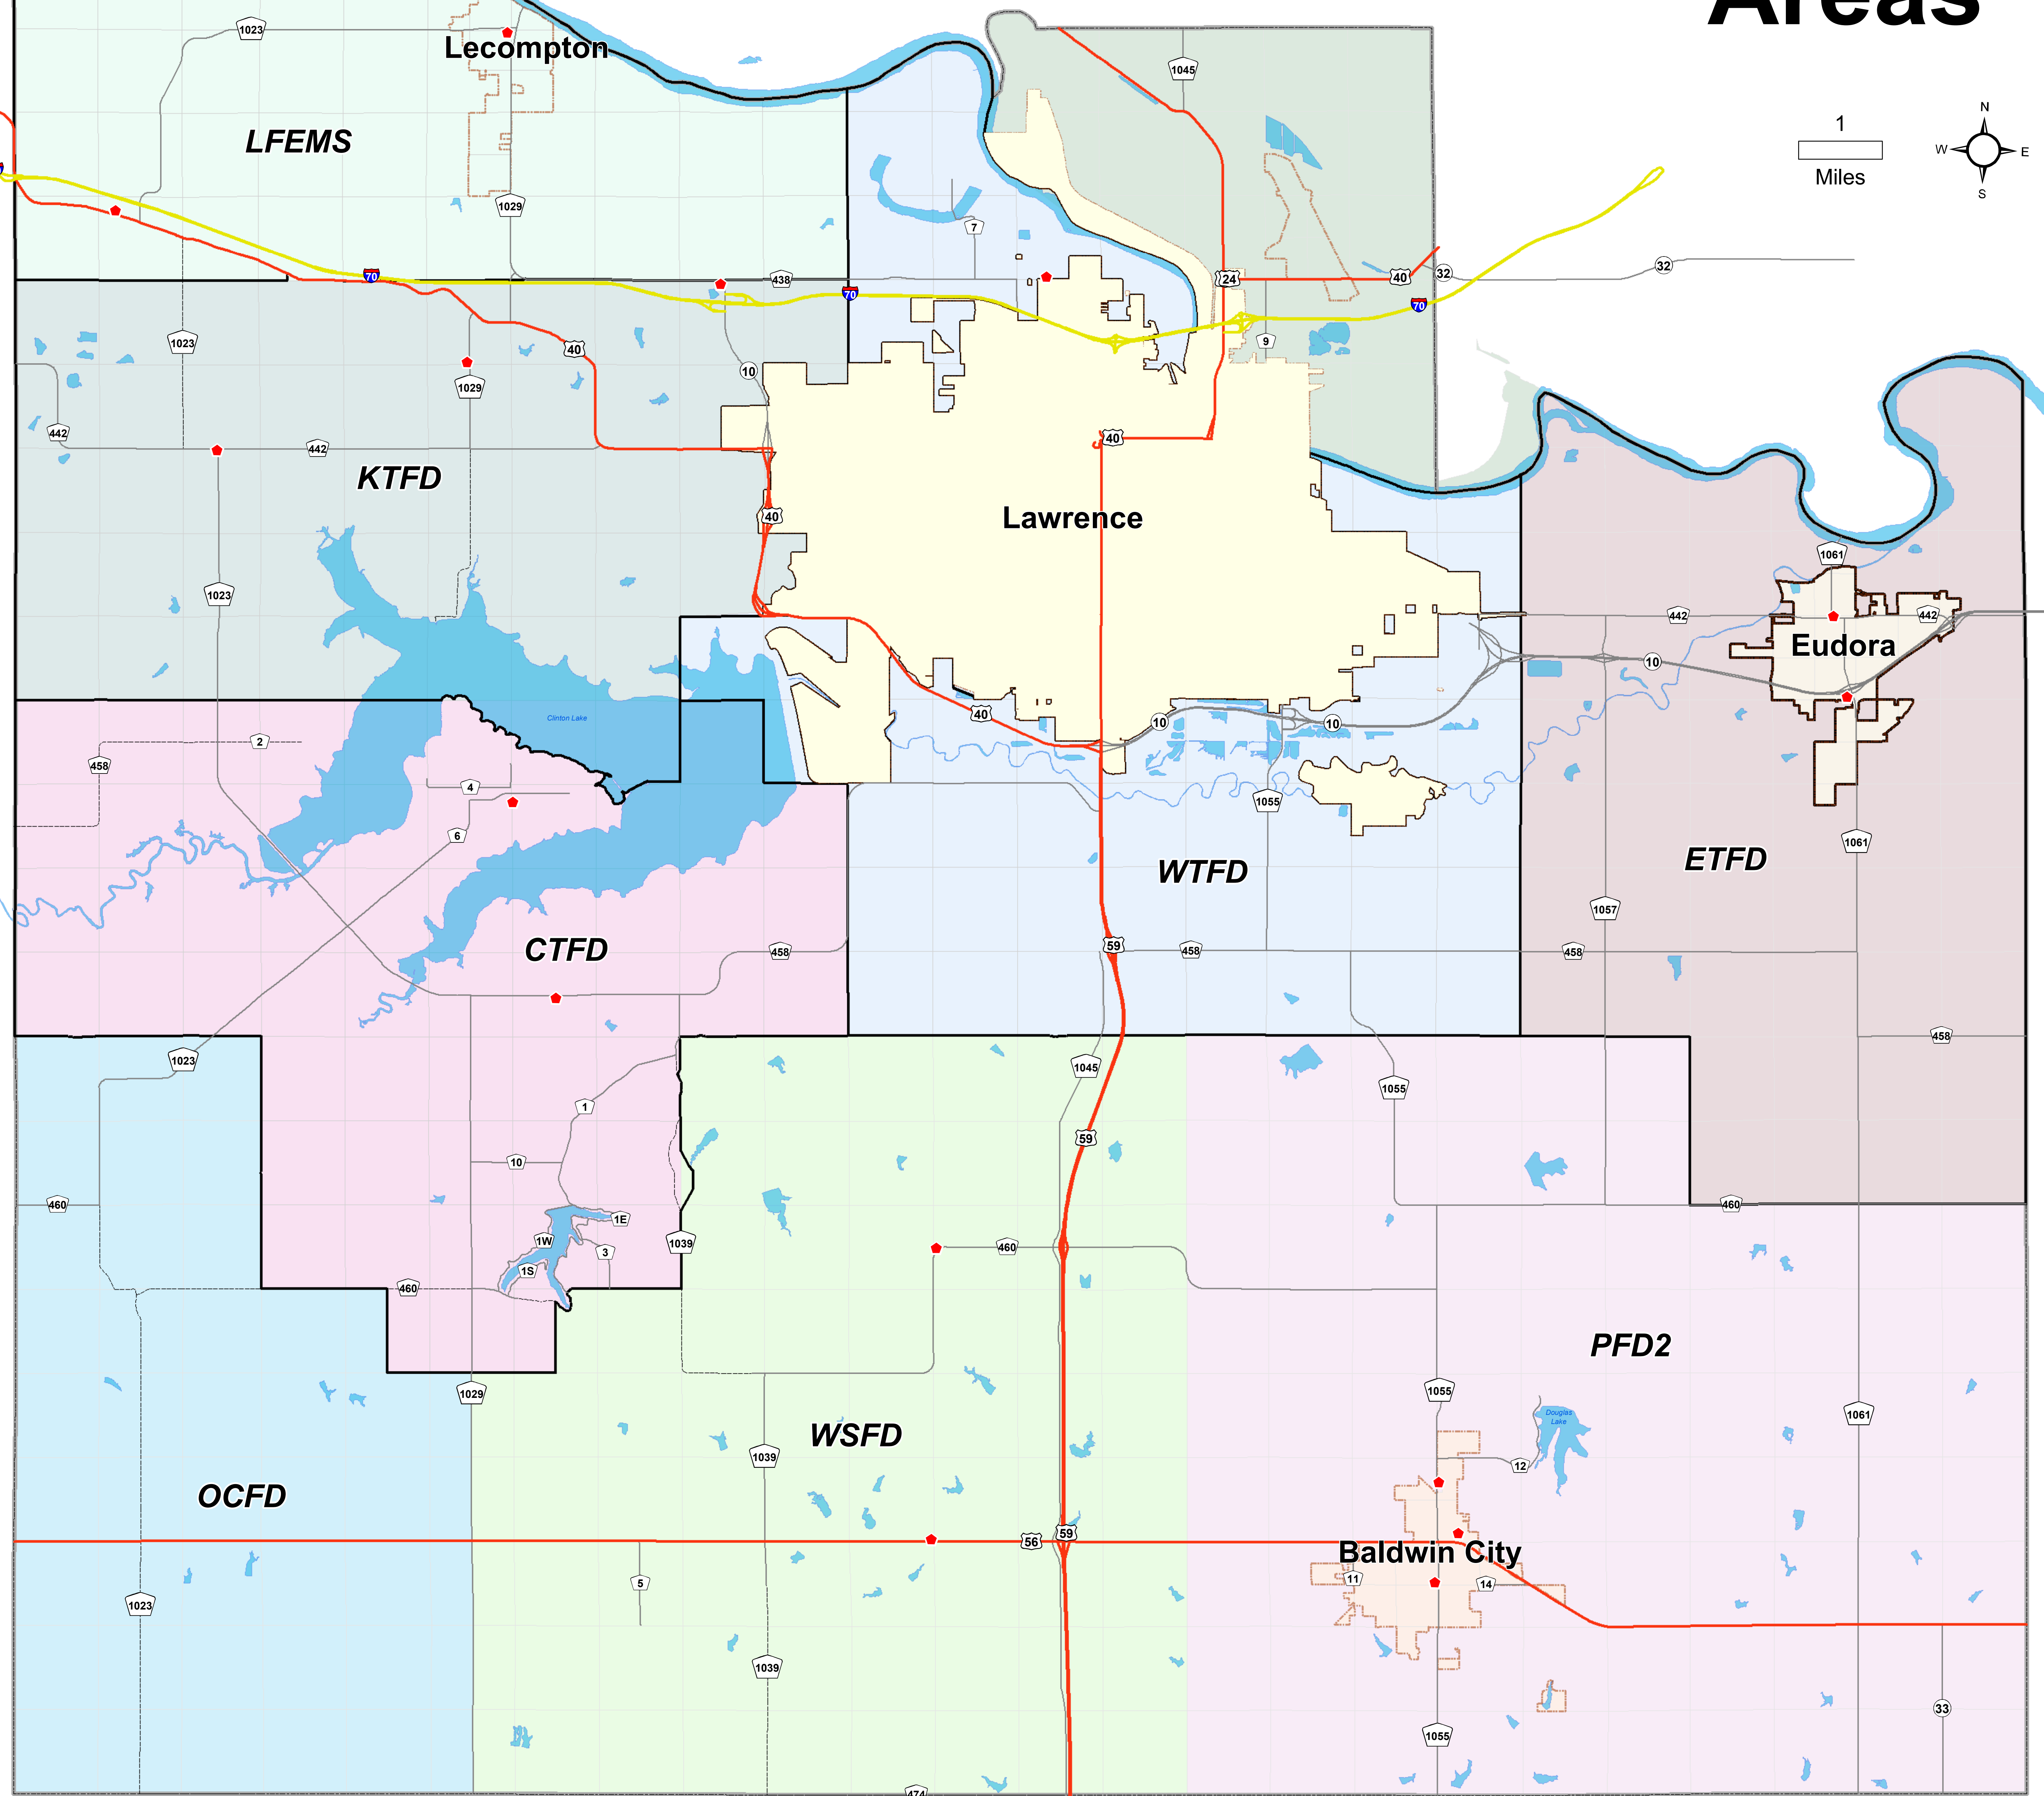 Areas
1023
Lecompton
1045
N
1
W
E
Miles
S
LFEMS
1029
7
70
438
24
40
32
32
70
70
1023
40
9
10
1029
442
442
40
KTFD
40
Lawrence
1061
1023
442
442
Eudora
10
Clinton Lake
40
10
10
2
458
4
1055
6
1061
WTFD
ETFD
1057
CTFD
59
458
458
458
1023
1045
458
1055
1
59
10
460
460
1E
1W
1039
3
460
1S
460
PFD2
1029
1055
Douglas
Lake
1061
WSFD
1039
12
OCFD
59
56
Baldwin City
11
14
5
1023
1039
33
1055
474